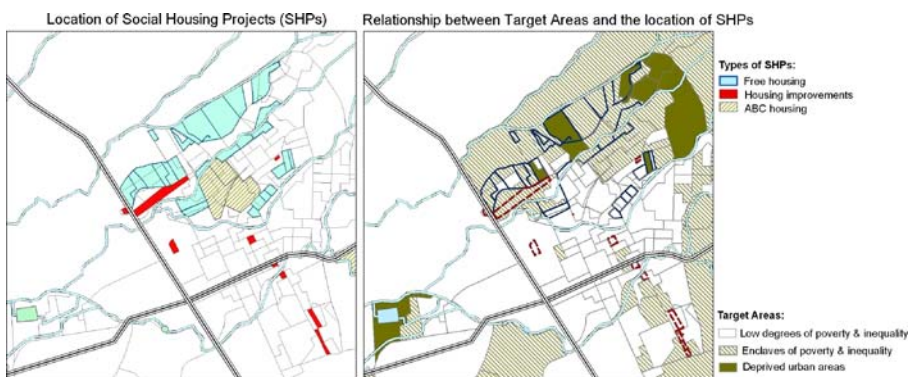 Location of Social Housing Projects (SHPs)
Relationship between Target Areas and the location of SHPs
Types of SHPs:
Free housing
Housing improvements
ABC housing
Target Areas:
Low degrees of poverty & inequality
Enclaves of poverty & inequality
Deprived urban areas